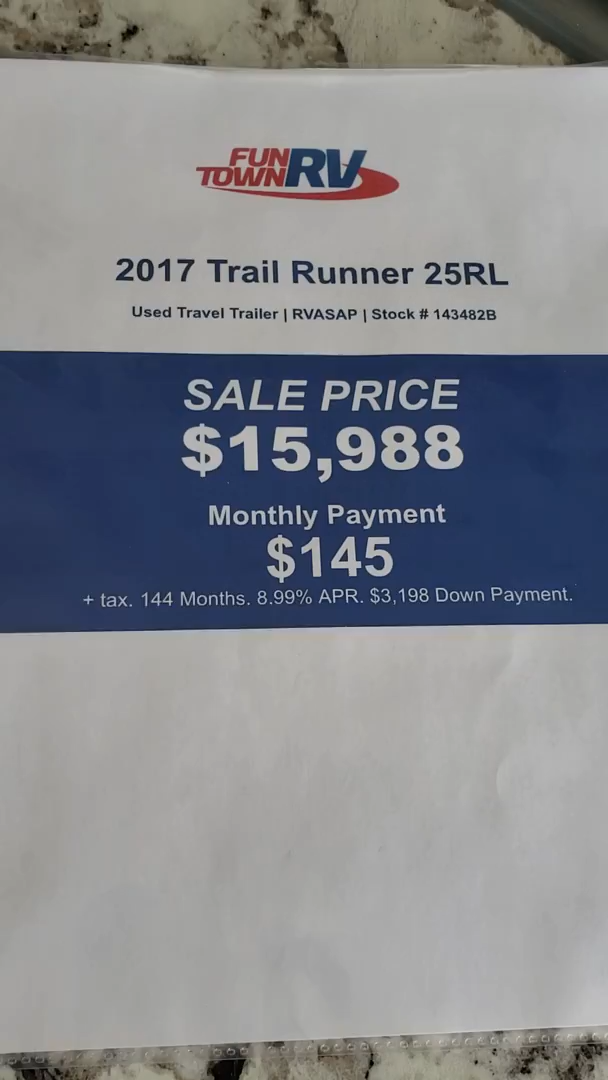 FUN
TOWN RV
2017 Trail Runner 25RL
Used Travel Trailer | RVASAP | Stock # 143482B
SALE PRICE
$15,988
Monthly Payment
$145
+ tax. 144 Months. 8.99% APR. $3,198 Down Payment.